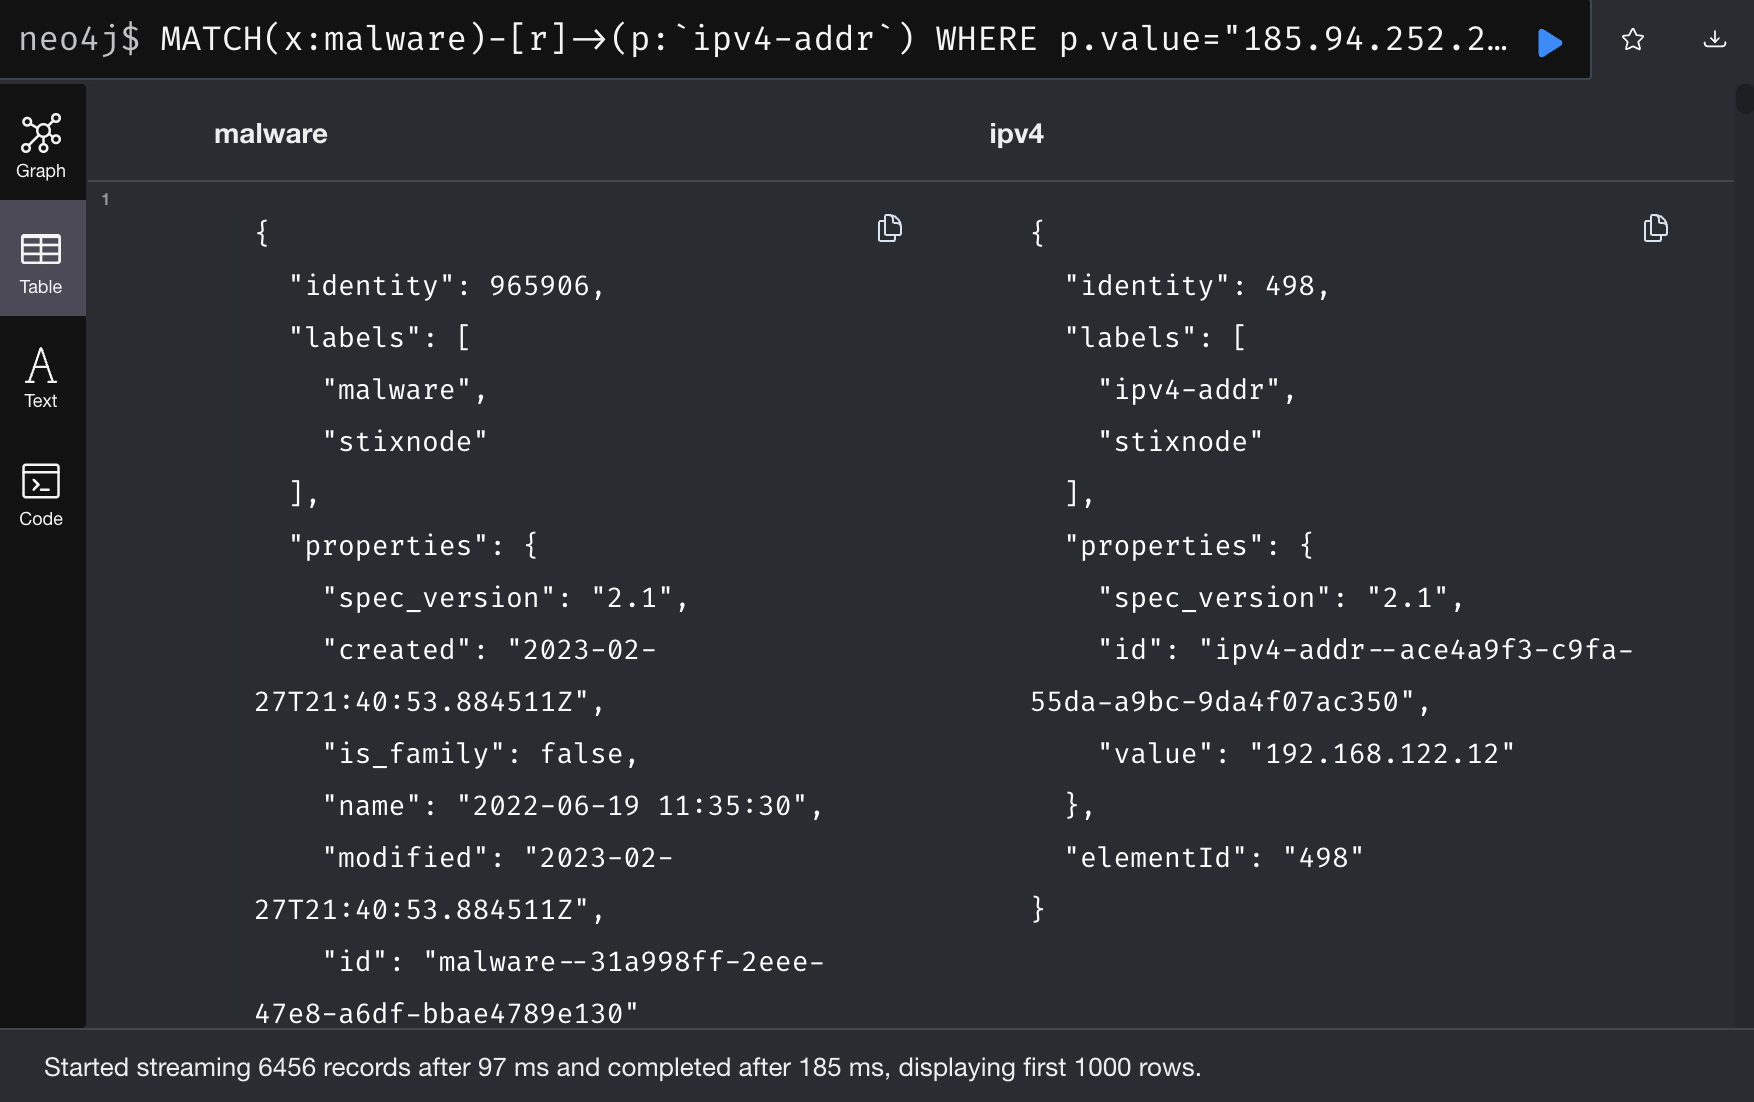 neo4j$ MATCH(x:malware)-[r]->(p:`ipv4-addr`) WHERE p.value="185.94.252.2…
Graph
Table
Text
Code
malware
ipv4
1
{
"identity": 965906,
"labels": [
"malware",
"stixnode"
],
"properties": {
"spec_version": "2.1",
"created": "2023-02-
27T21:40:53.884511Z",
"is_family": false,
"name": "2022-06-19 11:35:30",
"modified": "2023-02-
27T21:40:53.884511Z",
"id": "malware--31a998ff-2eee-
47e8-a6df-bbae4789e130"
{
"identity": 498,
"labels": [
"ipv4-addr",
"stixnode"
],
"properties": {
"spec_version": "2.1",
"id": "ipv4-addr--ace4a9f3-c9fa-
55da-a9bc-9da4f07ac350",
"value": "192.168.122.12"
},
"elementId": "498"
}
Started streaming 6456 records after 97 ms and completed after 185 ms, displaying first 1000 rows.